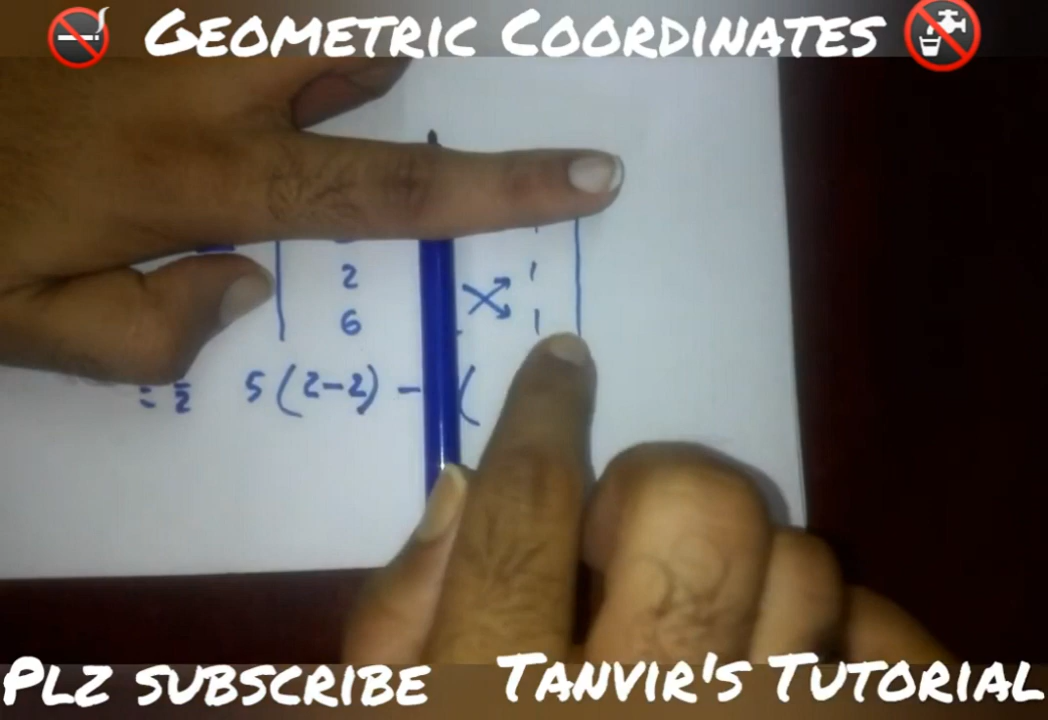 GEOMETRIC COORDINATES
2 1
6 1
= 1/2 5(2-2) - (
PLZ SUBSCRIBE TANVIR'S TUTORIAL